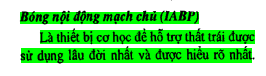 Bóng nội động mạch chủ (IABP)
Là thiết bị cơ học để hỗ trợ thất trái được
sử dụng lâu đời nhất và được hiểu rõ nhất.